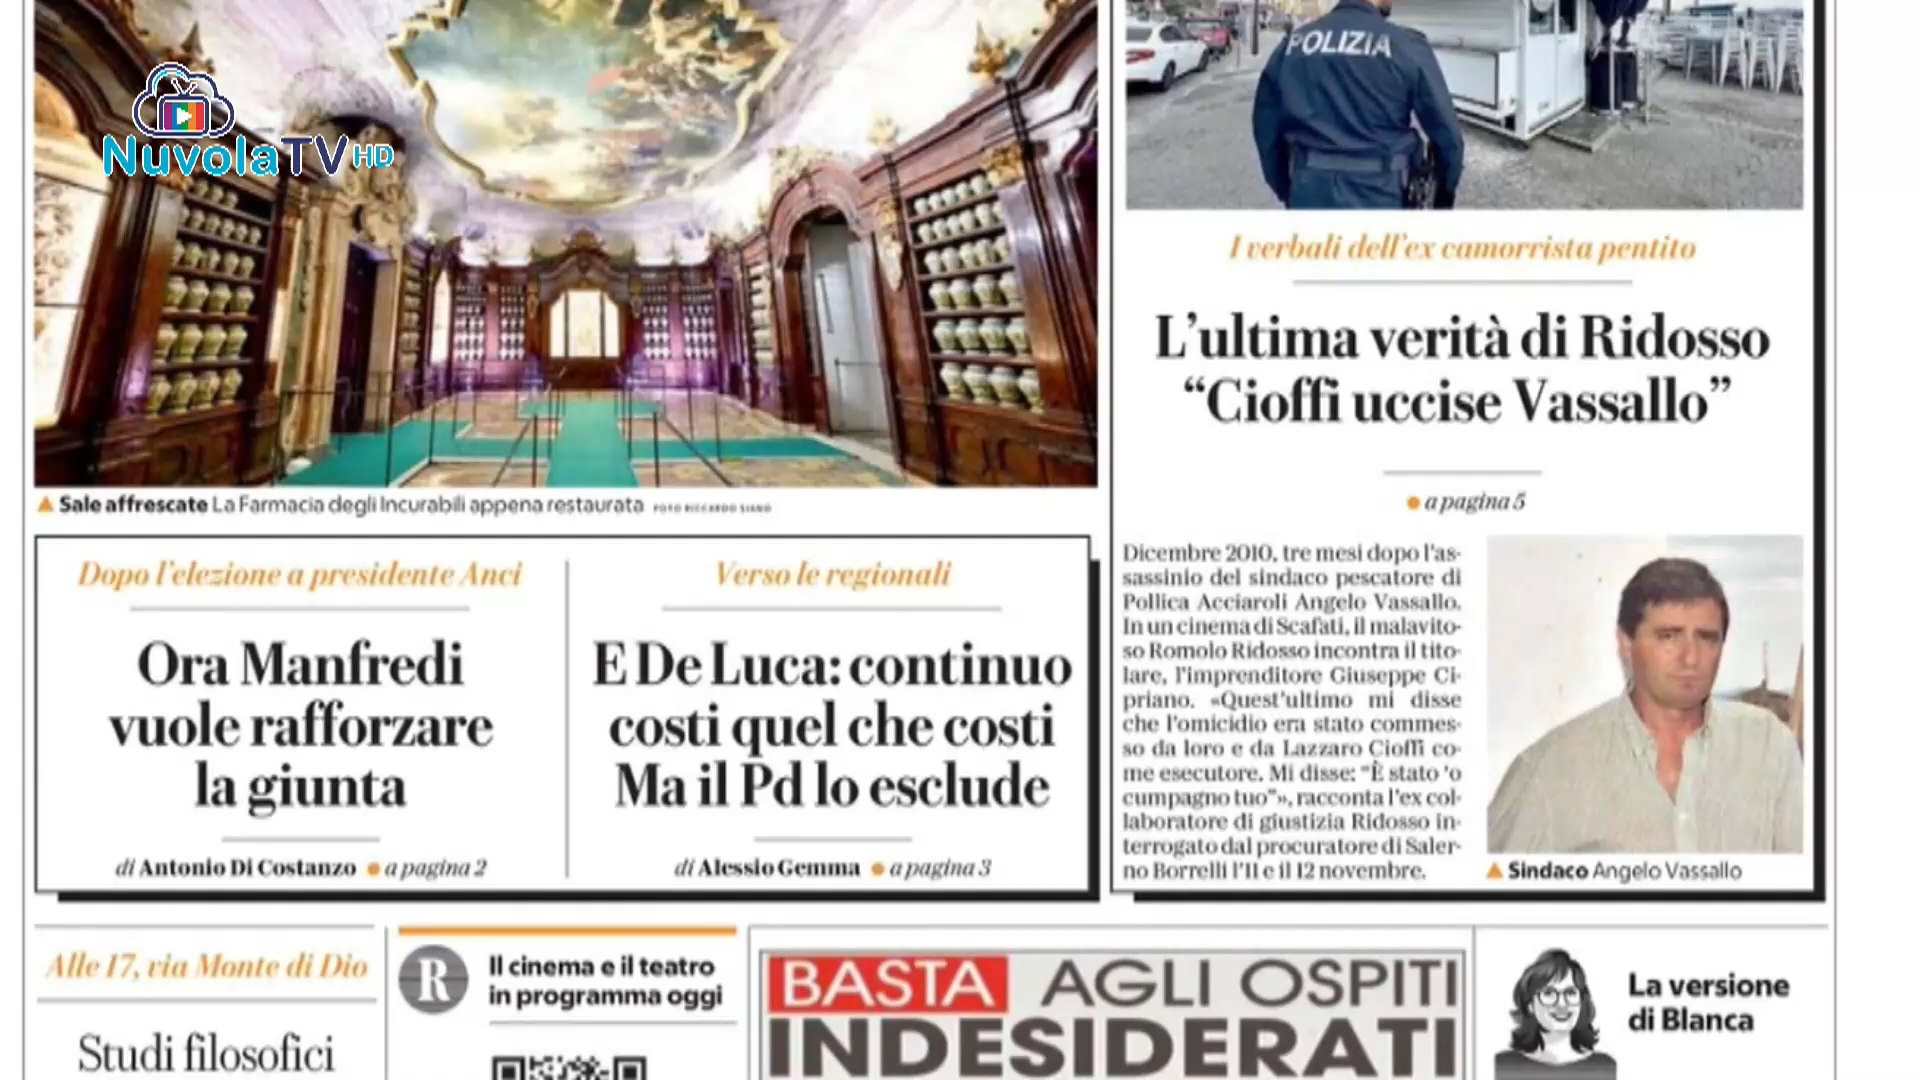 NuvolaTV HD
POLIZIA
Sale affrescate La Farmacia degli Incurabili appena restaurata FOTO RICCARDO SIANO
Dopo l'elezione a presidente Anci
Ora Manfredi
vuole rafforzare
la giunta
di Antonio Di Costanzo ● a pagina 2
Verso le regionali
E De Luca: continuo
costi quel che costi
Ma il Pd lo esclude
di Alessio Gemma ● a pagina 3
I verbali dell'ex camorrista pentito
L'ultima verità di Ridosso
“Cioffi uccise Vassallo”
● a pagina 5
Dicembre 2010, tre mesi dopo l'as-
sassinio del sindaco pescatore di
Pollica Acciaroli Angelo Vassallo.
In un cinema di Scafati, il malavito-
so Romolo Ridosso incontra il tito-
lare, l'imprenditore Giuseppe Ci-
priano. «Quest'ultimo mi disse
che l'omicidio era stato commes-
so da loro e da Lazzaro Cioffi co-
me esecutore. Mi disse: “È stato 'o
cumpagno tuo”», racconta l'ex col-
laboratore di giustizia Ridosso in-
terrogato dal procuratore di Saler-
no Borrelli l'11 e il 12 novembre.
Sindaco Angelo Vassallo
Alle 17, via Monte di Dio
Studi filosofici
R
Il cinema e il teatro
in programma oggi
BASTA AGLI OSPITI
INDESIDERATI
La versione
di Blanca